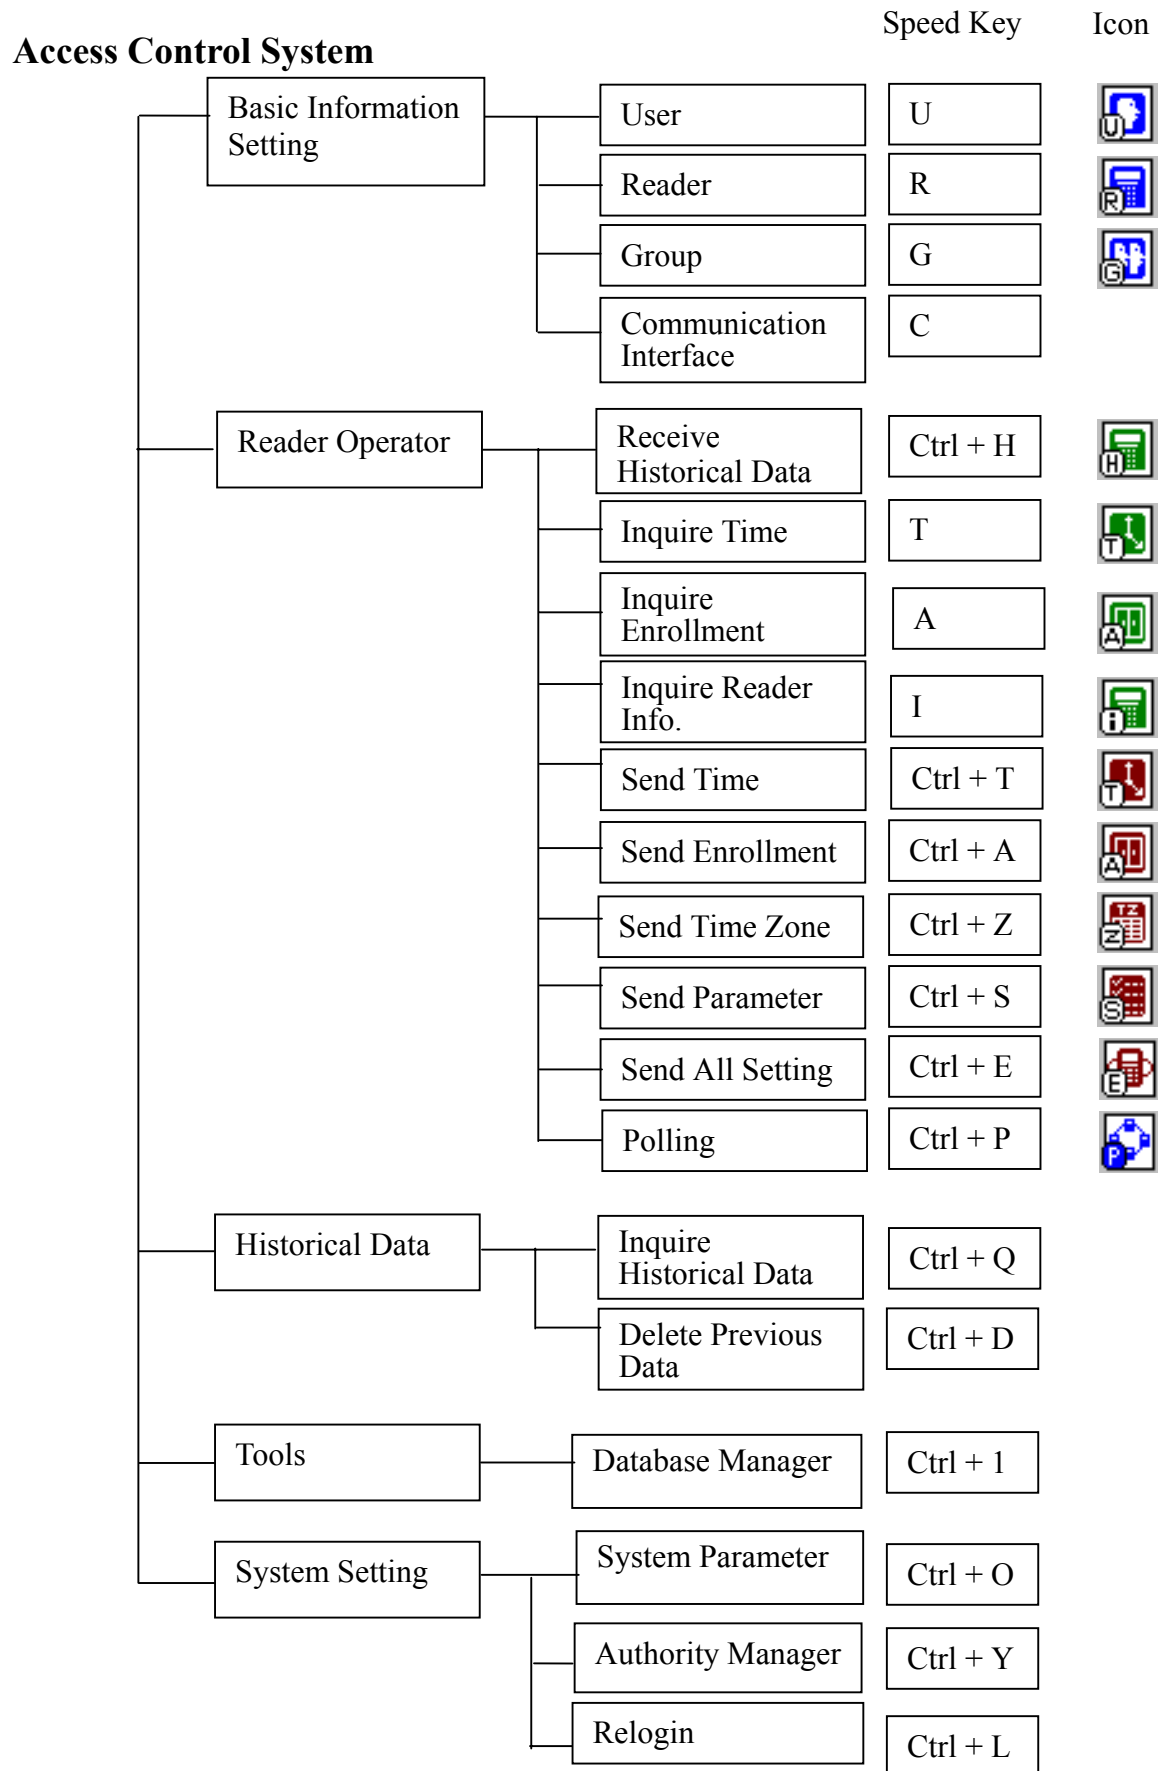 Speed Key Icon
Access Control System
Basic Information
Setting
User U U
Reader R R
Group G G
Communication
Interface
C
Reader Operator
Receive
Historical Data
Ctrl + H H
Inquire Time T T
Inquire
Enrollment
A A
Inquire Reader
Info.
I i
Send Time Ctrl + T T
Send Enrollment Ctrl + A A
Send Time Zone Ctrl + Z TZ Z
Send Parameter Ctrl + S S
Send All Setting Ctrl + E E
Polling Ctrl + P P
Historical Data
Inquire
Historical Data
Ctrl + Q
Delete Previous
Data
Ctrl + D
Tools Database Manager Ctrl + 1
System Setting System Parameter Ctrl + O
Authority Manager Ctrl + Y
Relogin Ctrl + L